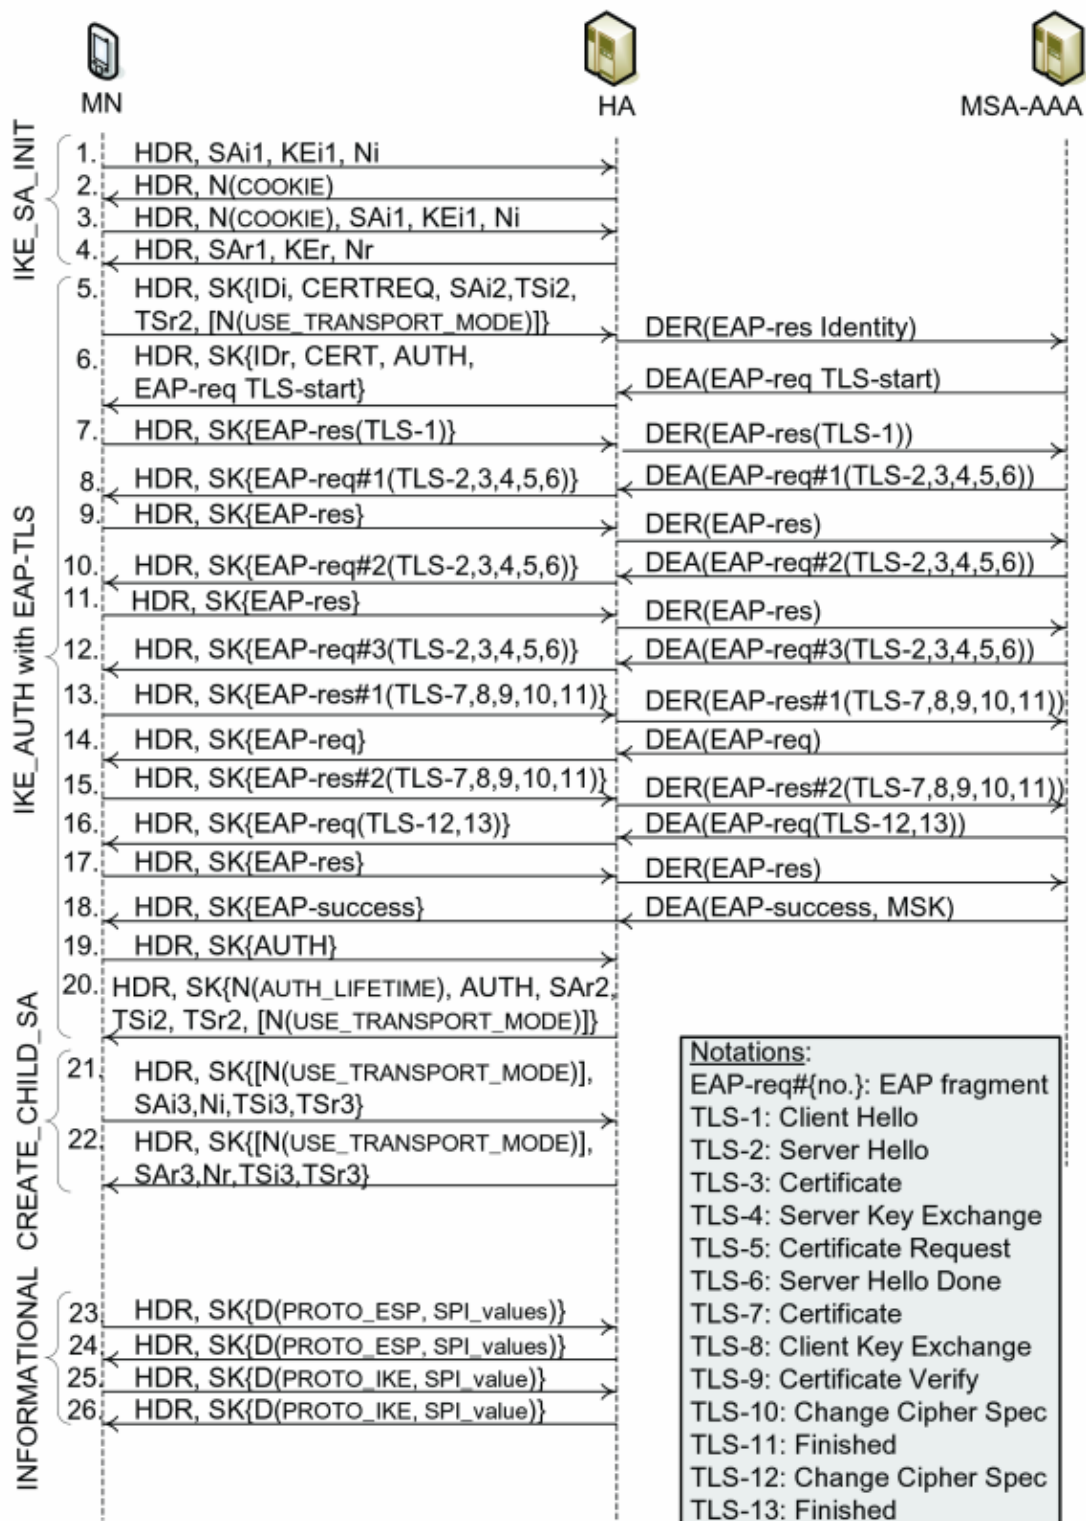 MN
HA
MSA-AAA
IKE_SA_INIT
1. HDR, SAi1, KEi1, Ni
2. HDR, N(COOKIE)
3. HDR, N(COOKIE), SAi1, KEi1, Ni
4. HDR, SAr1, KEr, Nr
IKE_AUTH with EAP-TLS
5. HDR, SK{IDi, CERTREQ, SAi2,TSi2,
TSr2, [N(USE_TRANSPORT_MODE)]}
DER(EAP-res Identity)
6. HDR, SK{IDr, CERT, AUTH,
EAP-req TLS-start}
DEA(EAP-req TLS-start)
7. HDR, SK{EAP-res(TLS-1)}
DER(EAP-res(TLS-1))
8. HDR, SK{EAP-req#1(TLS-2,3,4,5,6)}
DEA(EAP-req#1(TLS-2,3,4,5,6))
9. HDR, SK{EAP-res}
DER(EAP-res)
10. HDR, SK{EAP-req#2(TLS-2,3,4,5,6)}
DEA(EAP-req#2(TLS-2,3,4,5,6))
11. HDR, SK{EAP-res}
DER(EAP-res)
12. HDR, SK{EAP-req#3(TLS-2,3,4,5,6)}
DEA(EAP-req#3(TLS-2,3,4,5,6))
13. HDR, SK{EAP-res#1(TLS-7,8,9,10,11)}
DER(EAP-res#1(TLS-7,8,9,10,11))
14. HDR, SK{EAP-req}
DEA(EAP-req)
15. HDR, SK{EAP-res#2(TLS-7,8,9,10,11)}
DER(EAP-res#2(TLS-7,8,9,10,11))
16. HDR, SK{EAP-req(TLS-12,13)}
DEA(EAP-req(TLS-12,13))
17. HDR, SK{EAP-res}
DER(EAP-res)
18. HDR, SK{EAP-success}
DEA(EAP-success, MSK)
19. HDR, SK{AUTH}
20. HDR, SK{N(AUTH_LIFETIME), AUTH, SAr2,
TSi2, TSr2, [N(USE_TRANSPORT_MODE)]}
CREATE_CHILD_SA
21. HDR, SK{[N(USE_TRANSPORT_MODE)],
SAi3,Ni,TSi3,TSr3}
22. HDR, SK{[N(USE_TRANSPORT_MODE)],
SAr3,Nr,TSi3,TSr3}
INFORMATIONAL
23. HDR, SK{D(PROTO_ESP, SPI_values)}
24. HDR, SK{D(PROTO_ESP, SPI_values)}
25. HDR, SK{D(PROTO_IKE, SPI_value)}
26. HDR, SK{D(PROTO_IKE, SPI_value)}
Notations:
EAP-req#{no.}: EAP fragment
TLS-1: Client Hello
TLS-2: Server Hello
TLS-3: Certificate
TLS-4: Server Key Exchange
TLS-5: Certificate Request
TLS-6: Server Hello Done
TLS-7: Certificate
TLS-8: Client Key Exchange
TLS-9: Certificate Verify
TLS-10: Change Cipher Spec
TLS-11: Finished
TLS-12: Change Cipher Spec
TLS-13: Finished